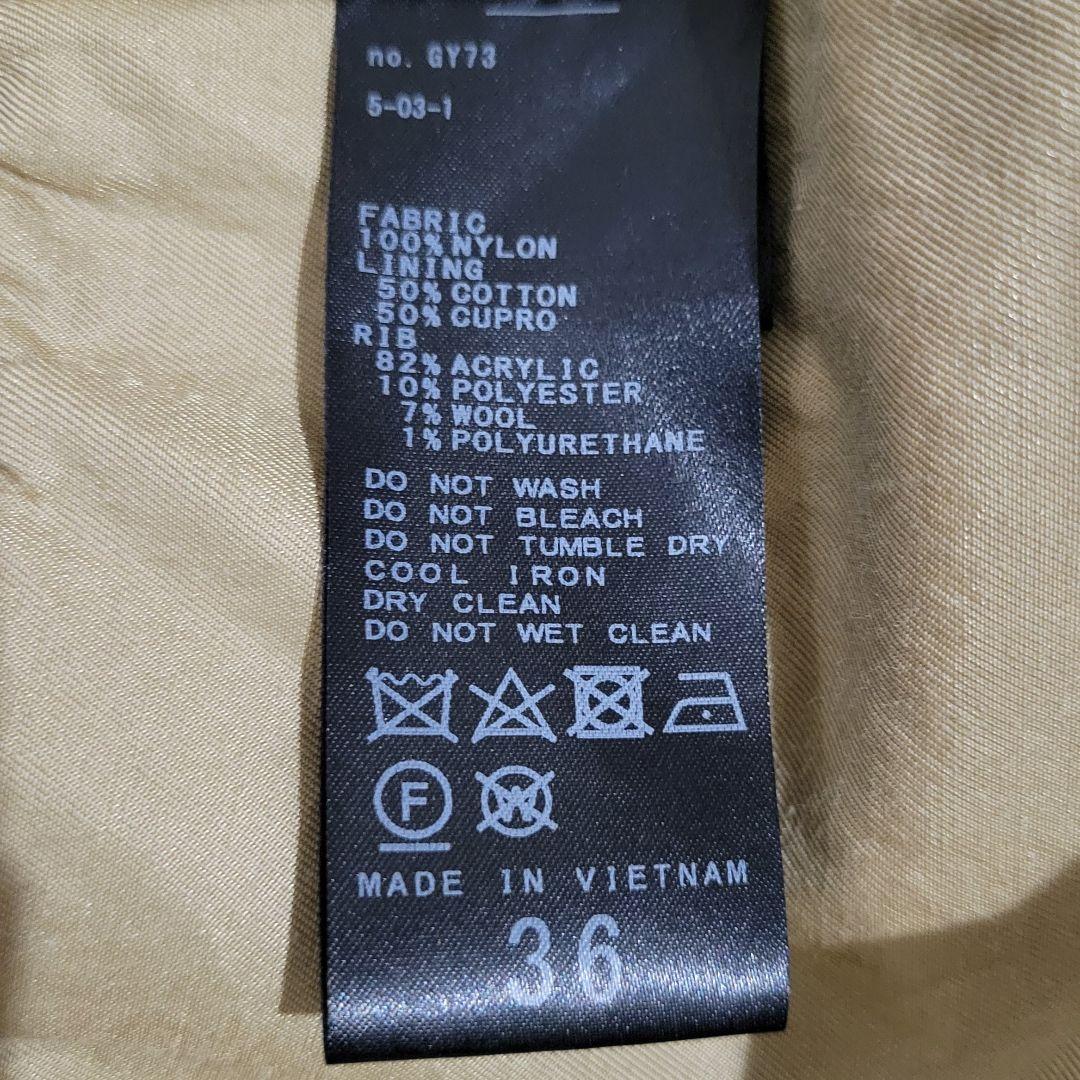 no. GY73
5-03-1
FABRIC
100% NYLON
LINING
50% COTTON
50% CUPRO
RIB
82% ACRYLIC
10% POLYESTER
7% WOOL
1% POLYURETHANE
DO NOT WASH
DO NOT BLEACH
DO NOT TUMBLE DRY
COOL IRON
DRY CLEAN
DO NOT WET CLEAN
F W
MADE IN VIETNAM
36